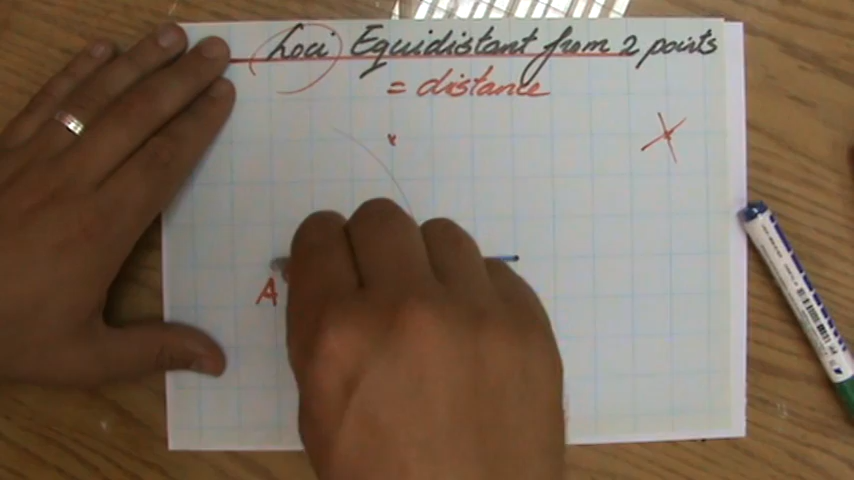 Loci Equidistant from 2 points
= distance
A